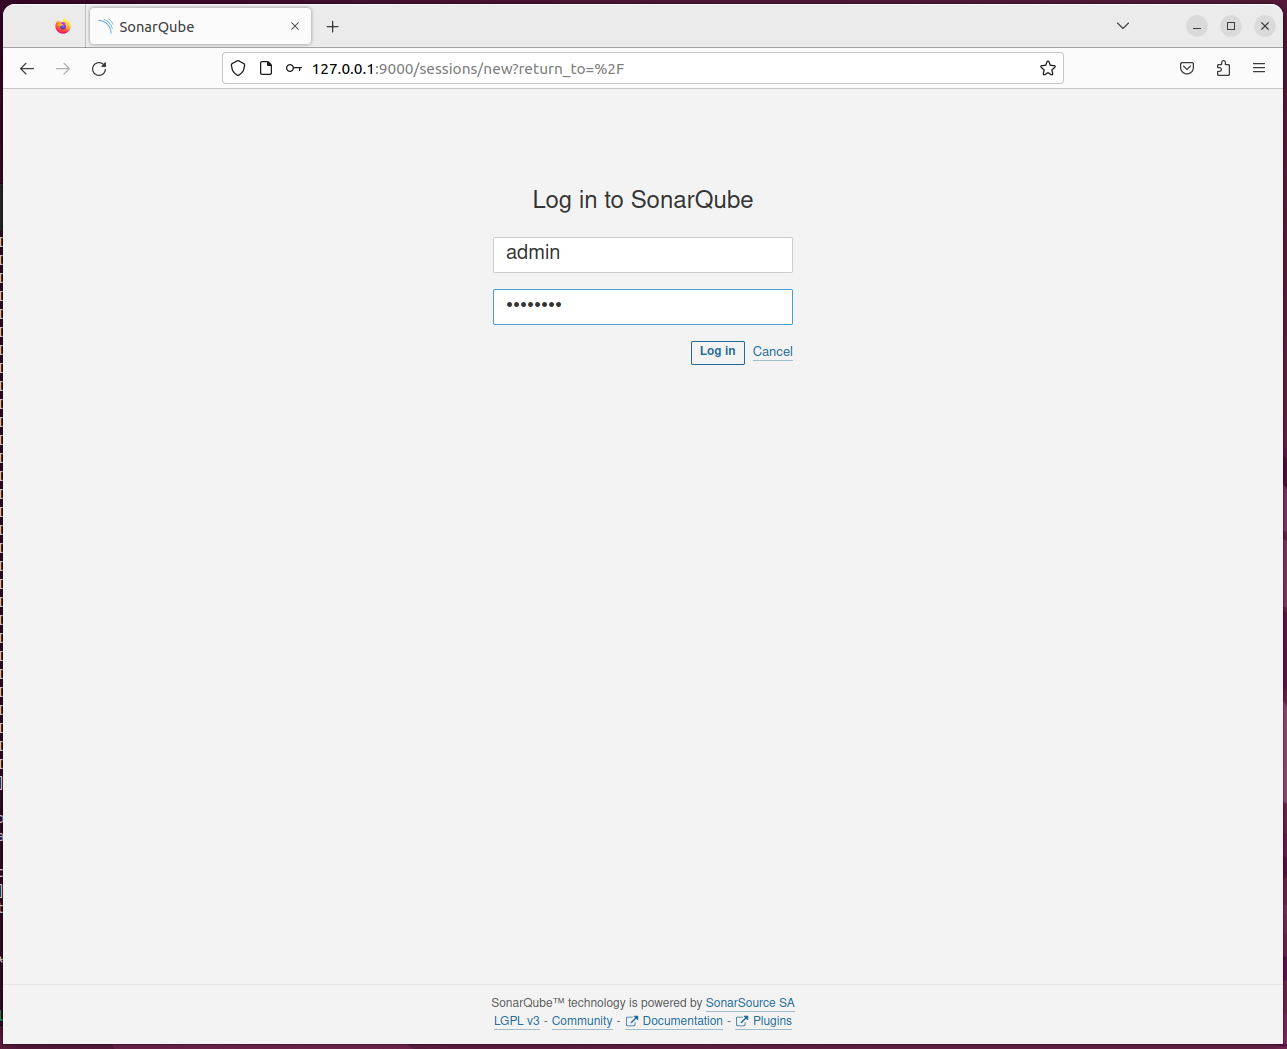 SonarQube
127.0.0.1:9000/sessions/new?return_to=%2F
Log in to SonarQube
admin
••••••••
Log in Cancel
SonarQube™ technology is powered by SonarSource SA
LGPL v3 - Community - Documentation - Plugins